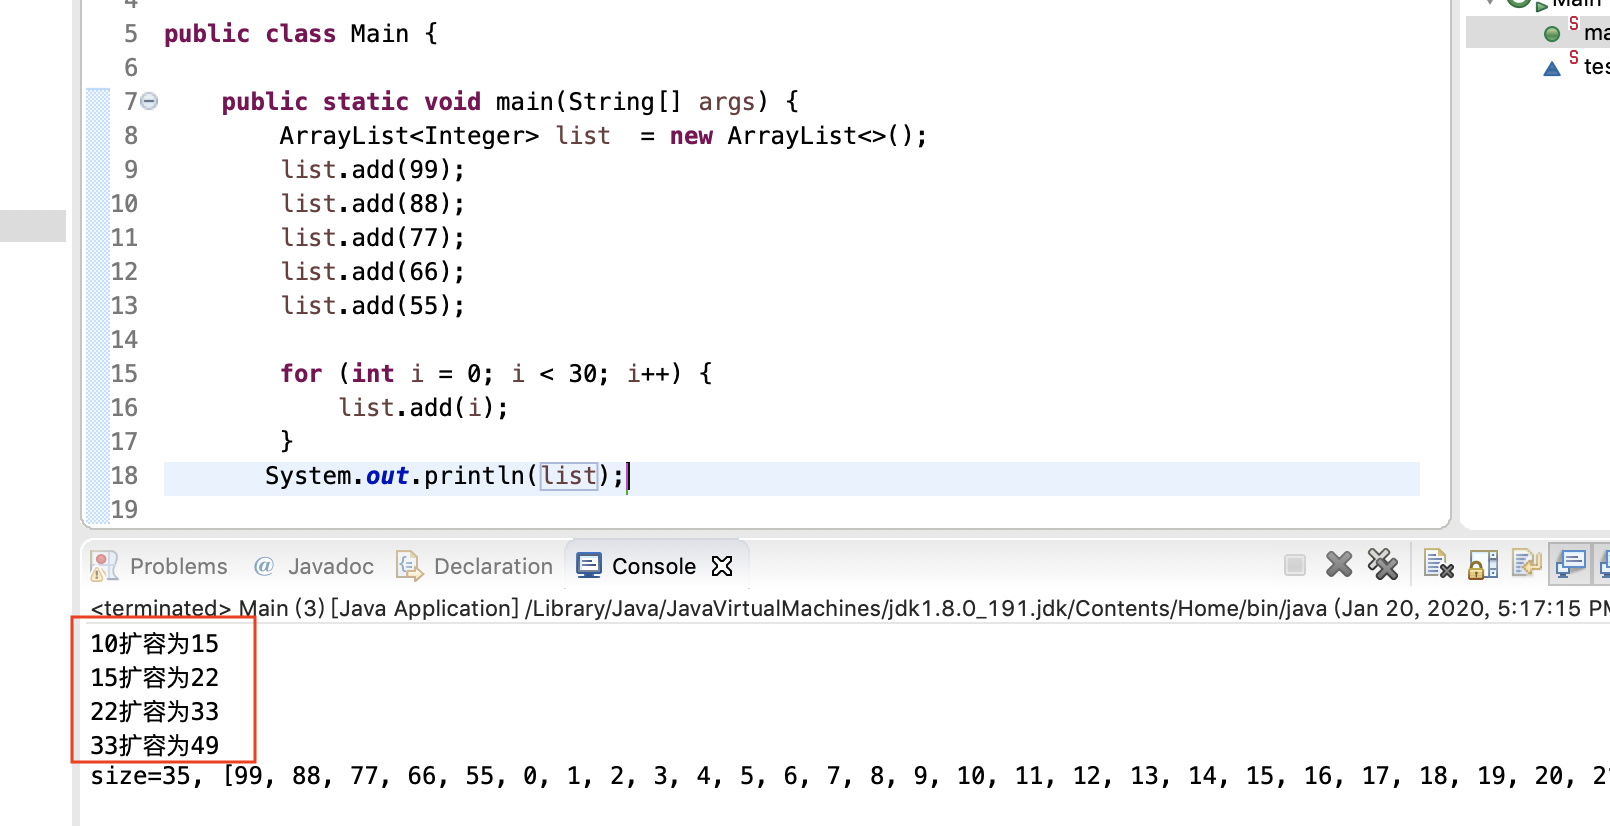 4
5 public class Main {
6
7 public static void main(String[] args) {
8 ArrayList<Integer> list  = new ArrayList<>();
9 list.add(99);
10 list.add(88);
11 list.add(77);
12 list.add(66);
13 list.add(55);
14
15 for (int i = 0; i < 30; i++) {
16 list.add(i);
17 }
18 System.out.println(list);
19
Main
S ma
S tes
Problems @ Javadoc Declaration Console
<terminated> Main (3) [Java Application] /Library/Java/JavaVirtualMachines/jdk1.8.0_191.jdk/Contents/Home/bin/java (Jan 20, 2020, 5:17:15 PM
10扩容为15
15扩容为22
22扩容为33
33扩容为49
size=35, [99, 88, 77, 66, 55, 0, 1, 2, 3, 4, 5, 6, 7, 8, 9, 10, 11, 12, 13, 14, 15, 16, 17, 18, 19, 20, 2